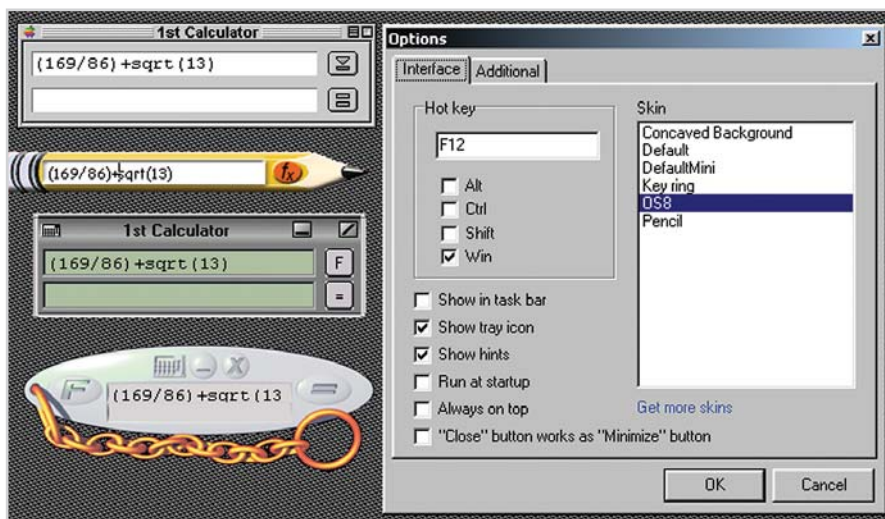 1st Calculator
(169/86)+sqrt(13)
(169/86)+sqrt(13)
fx
1st Calculator
(169/86)+sqrt(13)
F
=
F
(169/86)+sqrt(13
=
Options
Interface
Additional
Hot key
F12
Alt
Ctrl
Shift
Win
Show in task bar
Show tray icon
Show hints
Run at startup
Always on top
"Close" button works as "Minimize" button
Skin
Concaved Background
Default
DefaultMini
Key ring
OS8
Pencil
Get more skins
OK
Cancel